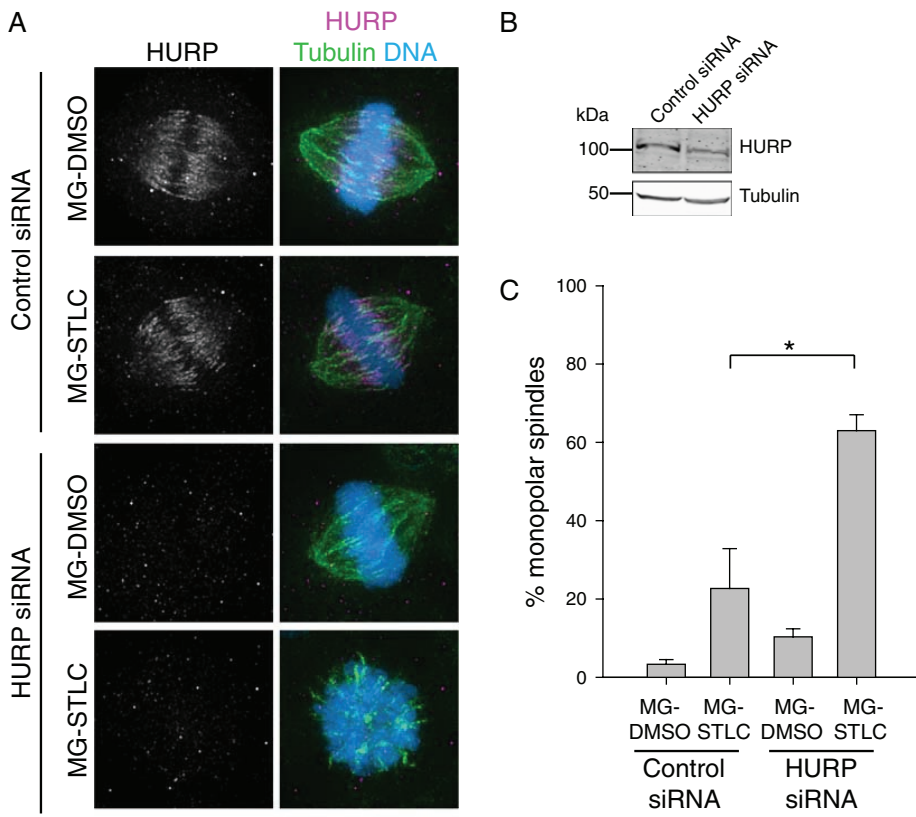 A
HURP
HURP
Tubulin DNA
Control siRNA
MG-DMSO
MG-STLC
HURP siRNA
MG-DMSO
MG-STLC
B
Control siRNA
HURP siRNA
kDa
100
HURP
50
Tubulin
C
% monopolar spindles
100
80
60
40
20
0
*
MG-
DMSO
MG-
STLC
MG-
DMSO
MG-
STLC
Control
siRNA
HURP
siRNA